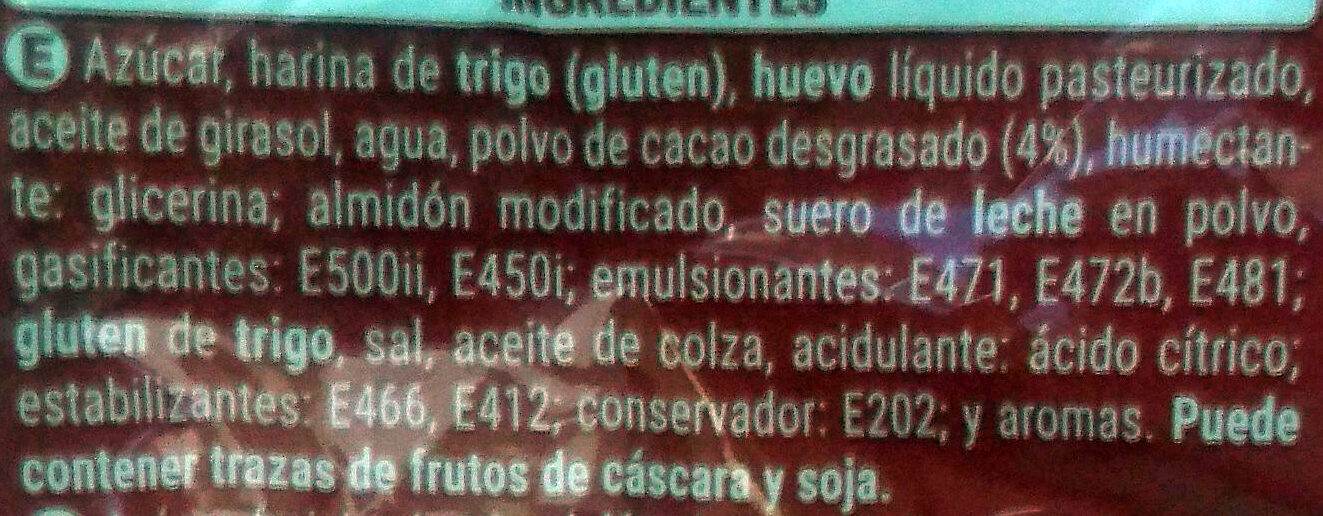 INGREDIENTES
E Azúcar, harina de trigo (gluten), huevo líquido pasteurizado,
aceite de girasol, agua, polvo de cacao desgrasado (4%), humectan-
te: glicerina; almidón modificado, suero de leche en polvo,
gasificantes: E500ii, E450i; emulsionantes: E471, E472b, E481;
gluten de trigo, sal, aceite de colza, acidulante: ácido cítrico;
estabilizantes: E466, E412; conservador: E202; y aromas. Puede
contener trazas de frutos de cáscara y soja.